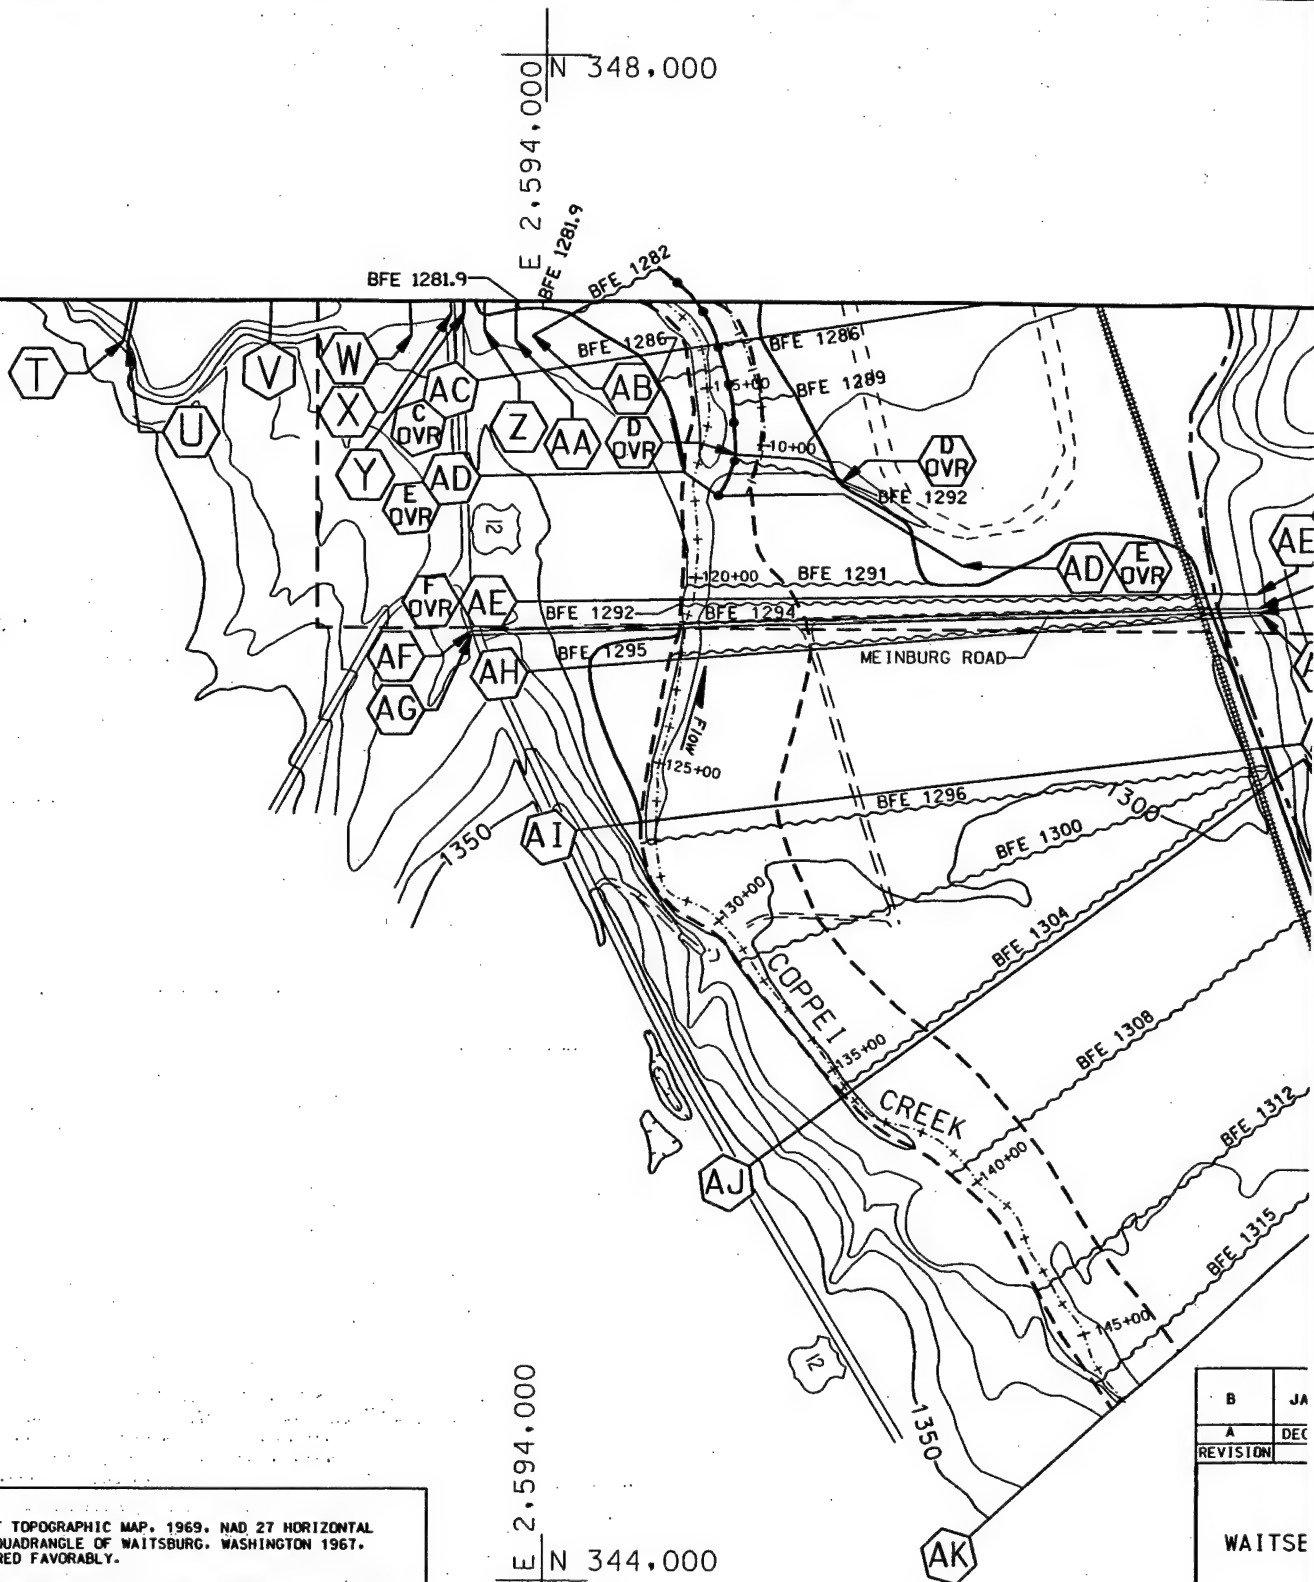 N 348,000
E 2,594,000
BFE 1281.9
BFE 1281.9
BFE 1282
T
U
V
W
X
Y
AC
C
OVR
Z
AA
AB
BFE 1286
BFE 1286
BFE 1289
D
OVR
10+00
D
OVR
BFE 1292
AD
E
OVR
12
120+00
BFE 1291
AD
E
OVR
AE
F
OVR
AE
BFE 1292
BFE 1294
BFE 1295
MEINBURG ROAD
AF
AG
AH
Flow
125+00
BFE 1296
1300
BFE 1300
1350
AI
130+00
BFE 1304
COPPEI
CREEK
135+00
BFE 1308
BFE 1312
140+00
AJ
BFE 1315
145+00
12
1350
AK
E 2,594,000
N 344,000
B JA
A DEC
REVISION
WAITSB
TOPOGRAPHIC MAP. 1969. NAD 27 HORIZONTAL
QUADRANGLE OF WAITSBURG. WASHINGTON 1967.
RED FAVORABLY.